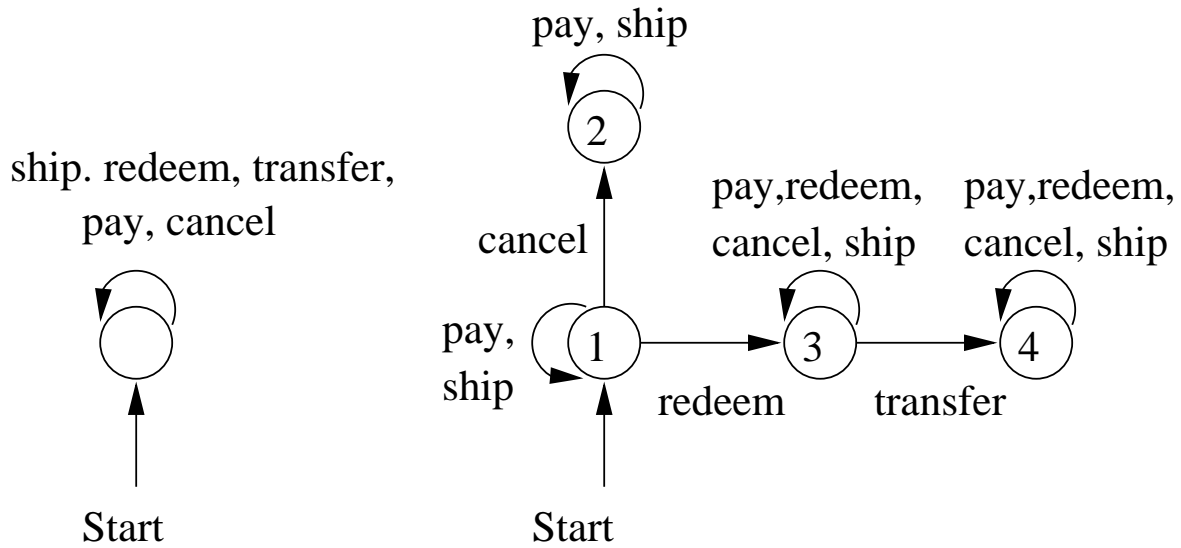 pay, ship
2
ship. redeem, transfer,
pay, cancel
cancel
pay,redeem,
cancel, ship
pay,redeem,
cancel, ship
pay,
ship
1
3
4
redeem
transfer
Start
Start